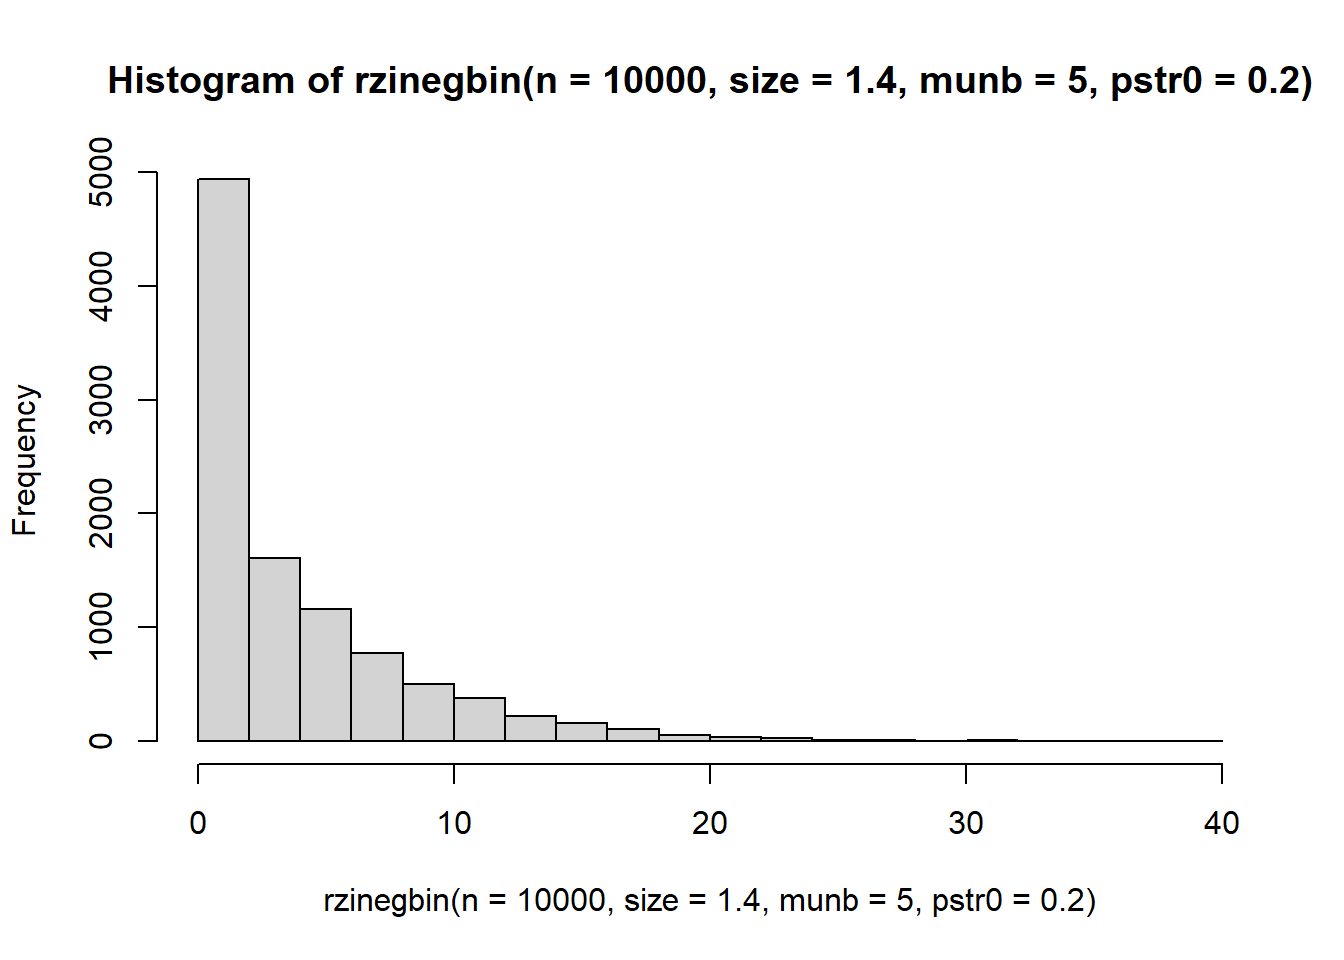 Histogram of rzinegbin(n = 10000, size = 1.4, munb = 5, pstr0 = 0.2)
5000
4000
3000
2000
1000
0
Frequency
0 10 20 30 40
rzinegbin(n = 10000, size = 1.4, munb = 5, pstr0 = 0.2)